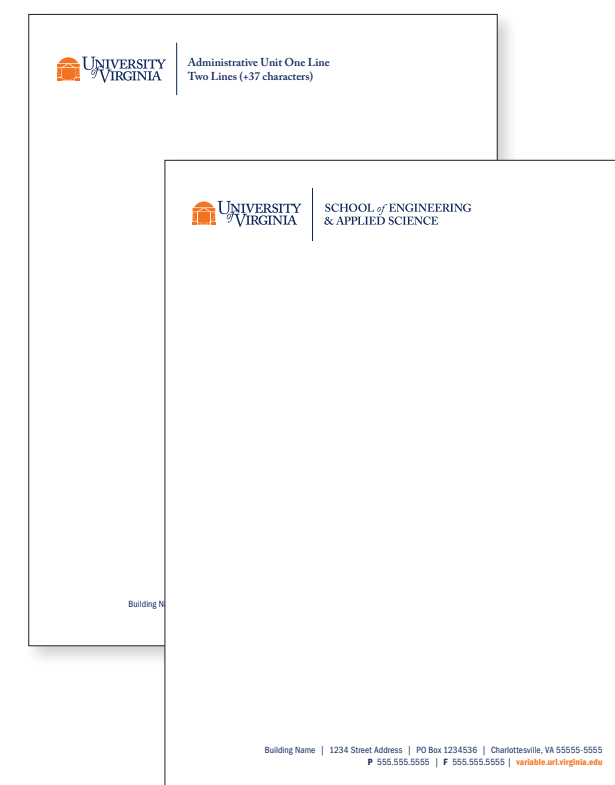 UNIVERSITY
of VIRGINIA
Administrative Unit One Line
Two Lines (+37 characters)
UNIVERSITY
of VIRGINIA
SCHOOL of ENGINEERING
& APPLIED SCIENCE
Building N
Building Name | 1234 Street Address | PO Box 1234536 | Charlottesville, VA 55555-5555
P 555.555.5555 | F 555.555.5555 | variable.url.virginia.edu